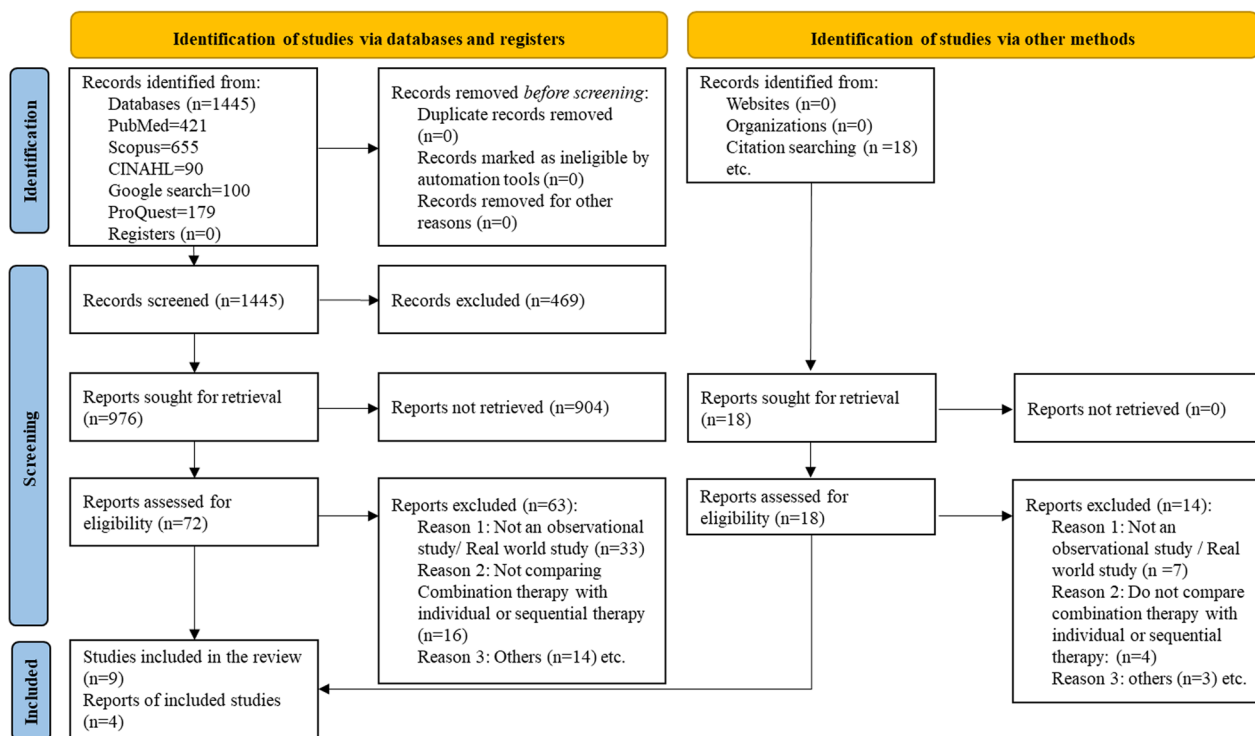 Identification of studies via databases and registers
Identification of studies via other methods
Identification
Records identified from:
Databases (n=1445)
PubMed=421
Scopus=655
CINAHL=90
Google search=100
ProQuest=179
Registers (n=0)
Records removed before screening:
Duplicate records removed
(n=0)
Records marked as ineligible by
automation tools (n=0)
Records removed for other
reasons (n=0)
Records identified from:
Websites (n=0)
Organizations (n=0)
Citation searching (n =18)
etc.
Screening
Records screened (n=1445)
Records excluded (n=469)
Reports sought for retrieval
(n=976)
Reports not retrieved (n=904)
Reports sought for retrieval
(n=18)
Reports not retrieved (n=0)
Reports assessed for
eligibility (n=72)
Reports excluded (n=63):
Reason 1: Not an observational
study/ Real world study (n=33)
Reason 2: Not comparing
Combination therapy with
individual or sequential therapy
(n=16)
Reason 3: Others (n=14) etc.
Reports assessed for
eligibility (n=18)
Reports excluded (n=14):
Reason 1: Not an
observational study / Real
world study (n =7)
Reason 2: Do not compare
combination therapy with
individual or sequential
therapy: (n=4)
Reason 3: others (n=3) etc.
Included
Studies included in the review
(n=9)
Reports of included studies
(n=4)